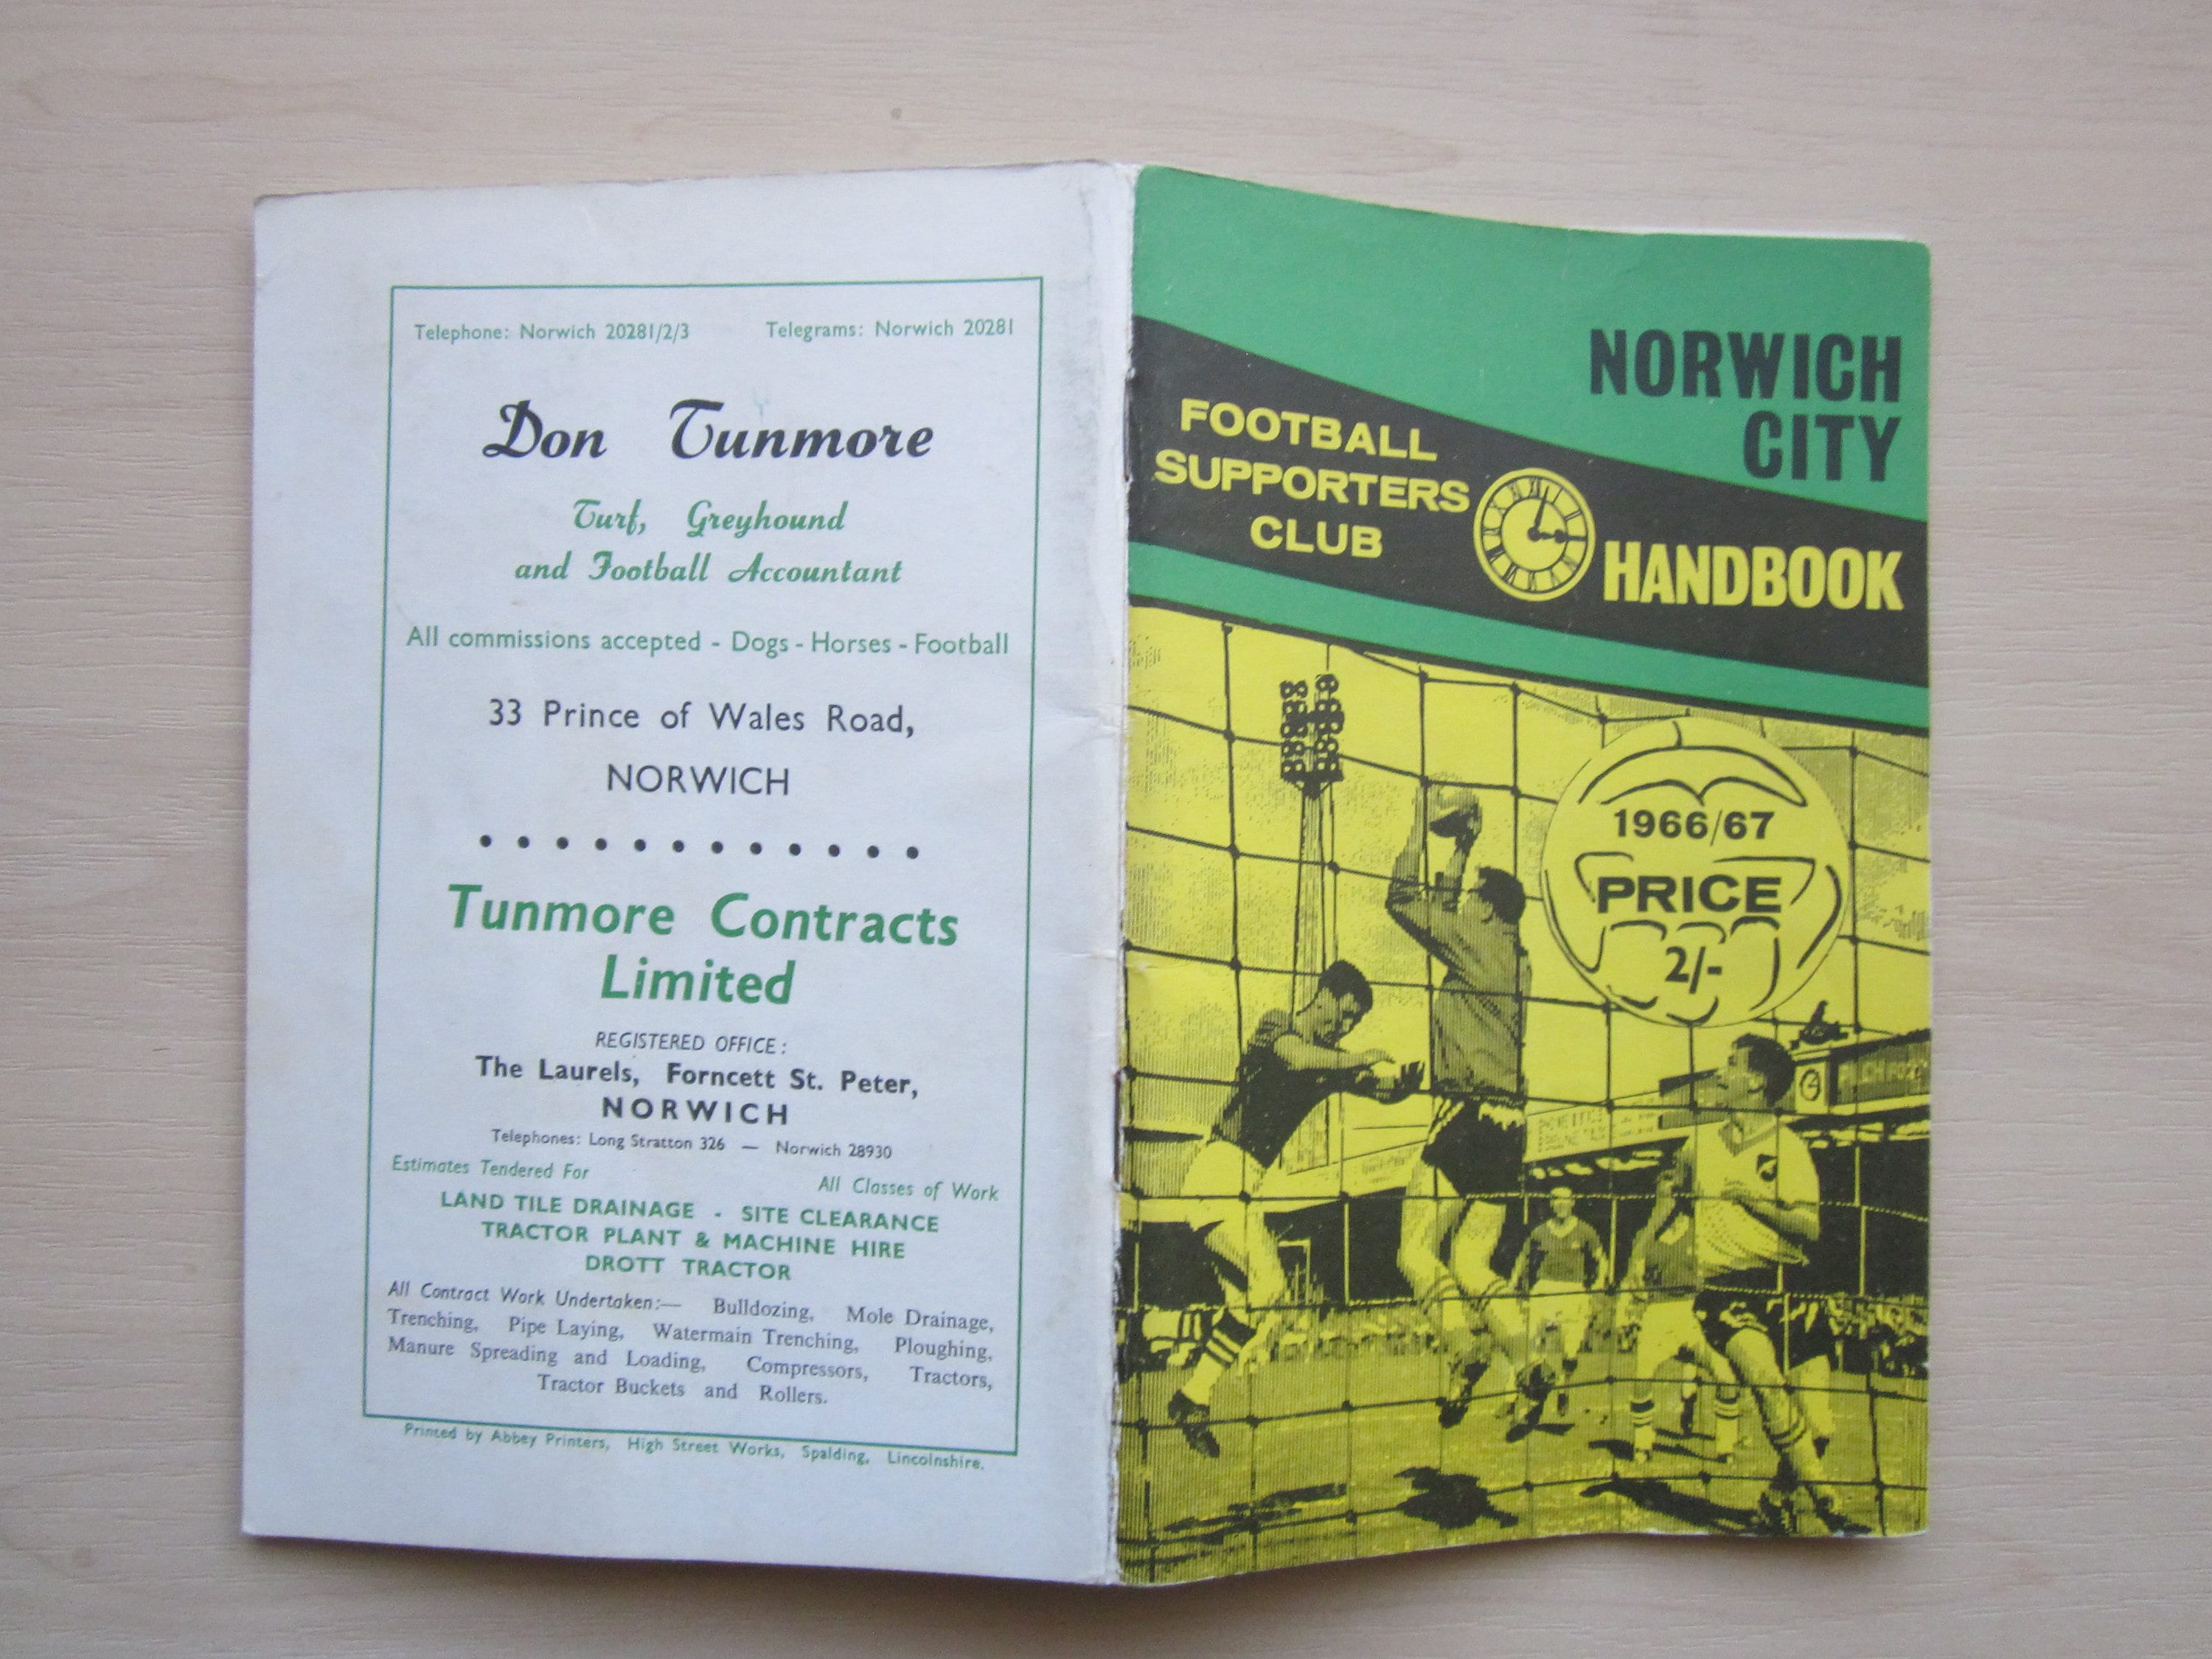 Telephone: Norwich 20281/2/3 Telegrams: Norwich 20281
Don Tunmore
Turf, Greyhound
and Football Accountant
All commissions accepted - Dogs - Horses - Football
33 Prince of Wales Road,
NORWICH
Tunmore Contracts
Limited
REGISTERED OFFICE :
The Laurels, Forncett St. Peter,
NORWICH
Telephones: Long Stratton 326 — Norwich 28930
Estimates Tendered For All Classes of Work
LAND TILE DRAINAGE - SITE CLEARANCE
TRACTOR PLANT & MACHINE HIRE
DROTT TRACTOR
All Contract Work Undertaken:— Bulldozing, Mole Drainage,
Trenching, Pipe Laying, Watermain Trenching, Ploughing,
Manure Spreading and Loading, Compressors, Tractors,
Tractor Buckets and Rollers.
Printed by Abbey Printers, High Street Works, Spalding, Lincolnshire.
NORWICH
CITY
FOOTBALL
SUPPORTERS
CLUB
HANDBOOK
1966/67
PRICE
2/-